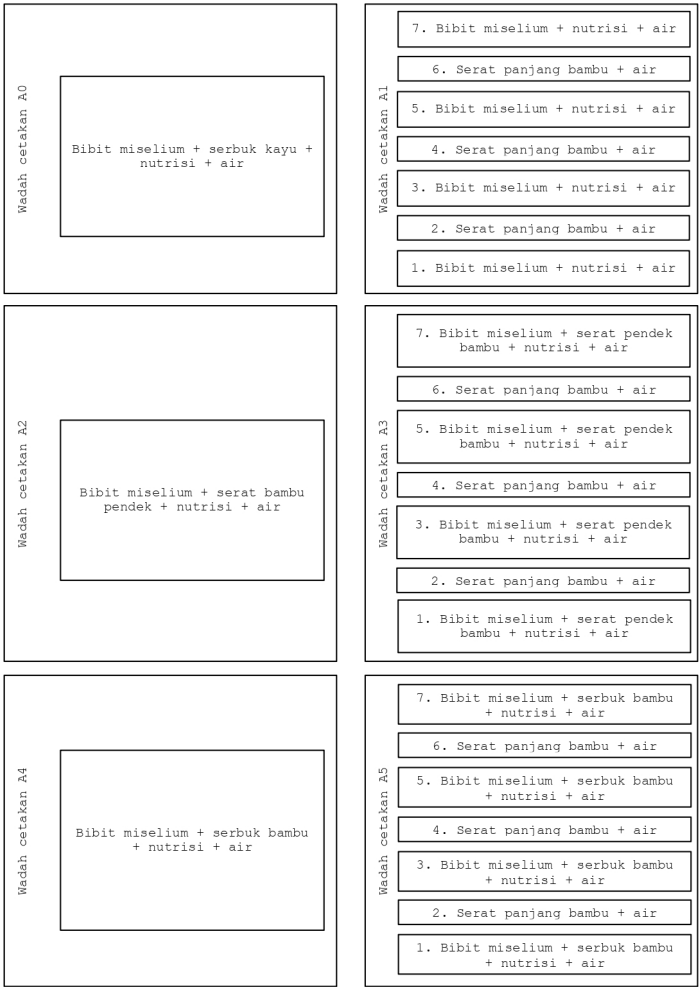 Wadah cetakan A0
Bibit miselium + serbuk kayu +
nutrisi + air
Wadah cetakan A1
7. Bibit miselium + nutrisi + air
6. Serat panjang bambu + air
5. Bibit miselium + nutrisi + air
4. Serat panjang bambu + air
3. Bibit miselium + nutrisi + air
2. Serat panjang bambu + air
1. Bibit miselium + nutrisi + air
Wadah cetakan A2
Bibit miselium + serat bambu
pendek + nutrisi + air
Wadah cetakan A3
7. Bibit miselium + serat pendek
bambu + nutrisi + air
6. Serat panjang bambu + air
5. Bibit miselium + serat pendek
bambu + nutrisi + air
4. Serat panjang bambu + air
3. Bibit miselium + serat pendek
bambu + nutrisi + air
2. Serat panjang bambu + air
1. Bibit miselium + serat pendek
bambu + nutrisi + air
Wadah cetakan A4
Bibit miselium + serbuk bambu
+ nutrisi + air
Wadah cetakan A5
7. Bibit miselium + serbuk bambu
+ nutrisi + air
6. Serat panjang bambu + air
5. Bibit miselium + serbuk bambu
+ nutrisi + air
4. Serat panjang bambu + air
3. Bibit miselium + serbuk bambu
+ nutrisi + air
2. Serat panjang bambu + air
1. Bibit miselium + serbuk bambu
+ nutrisi + air